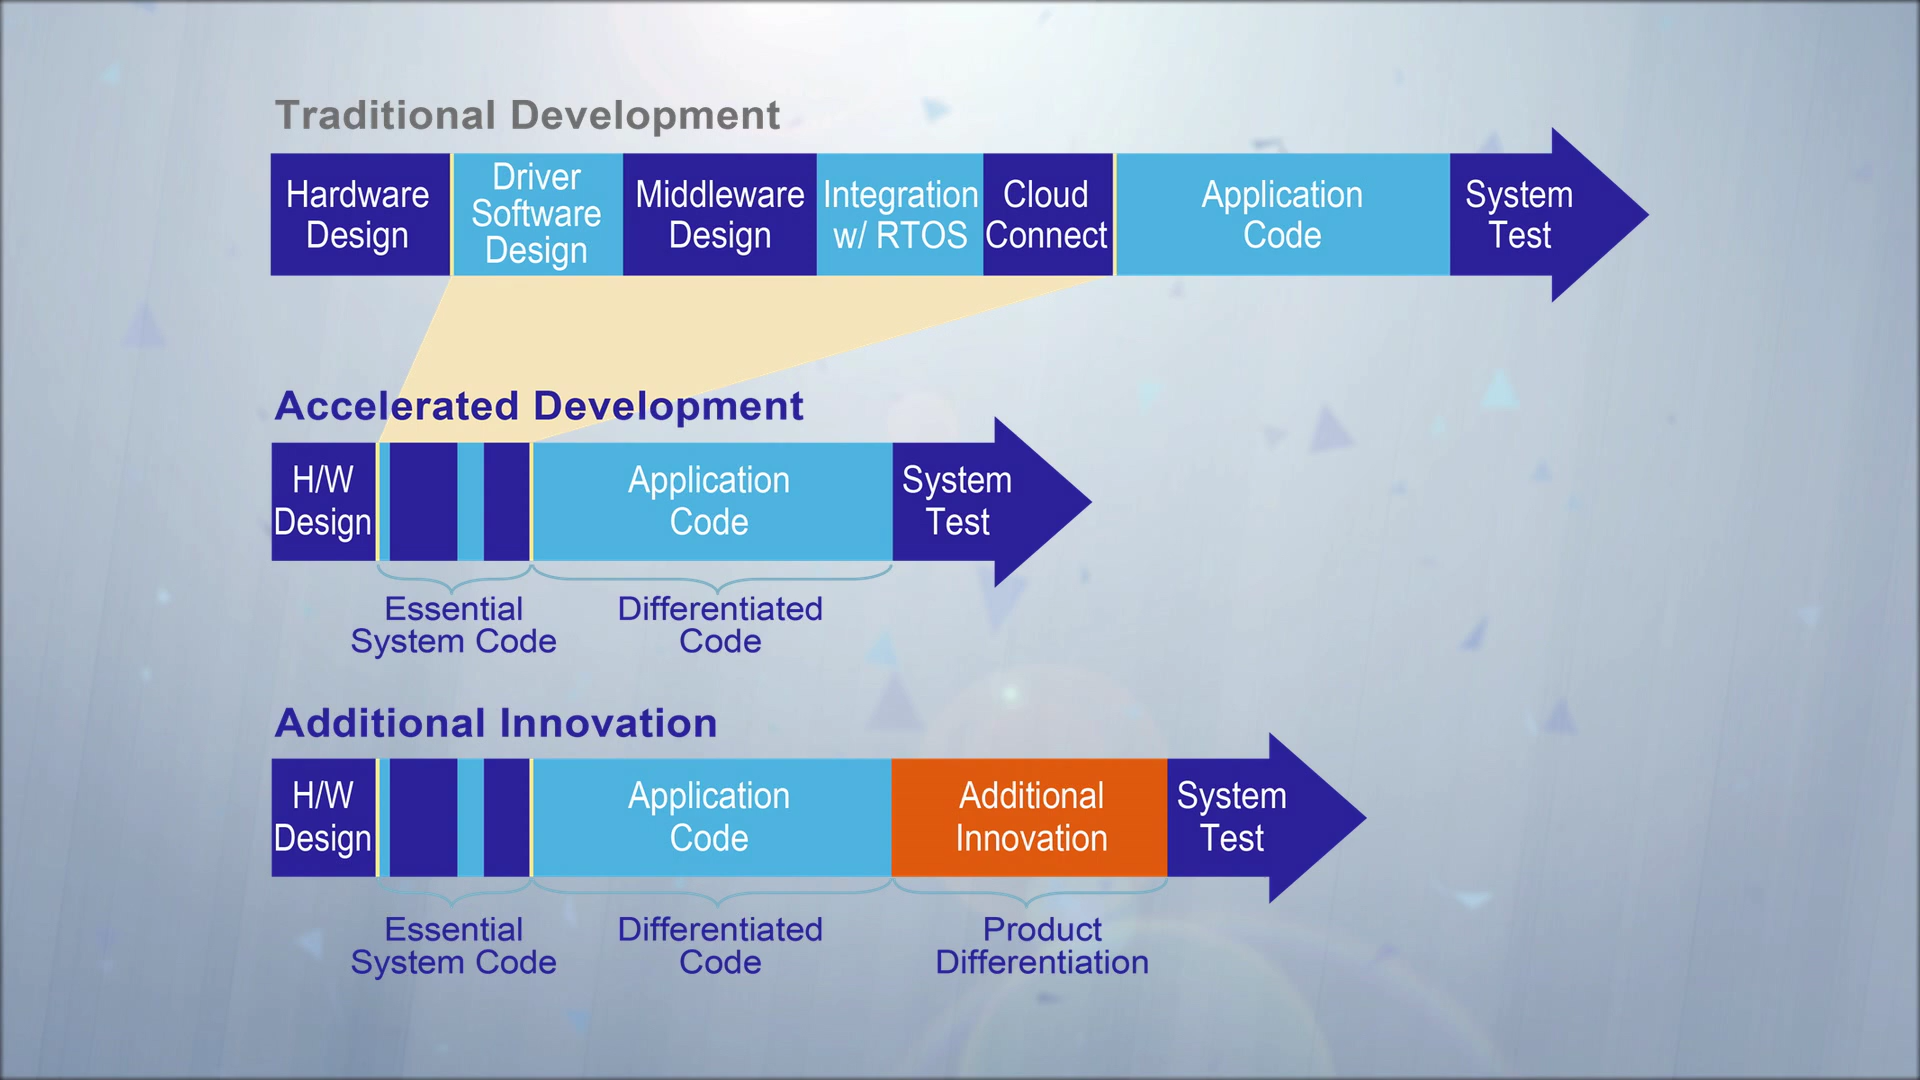 Traditional Development
Hardware
Design
Driver
Software
Design
Middleware
Design
Integration
w/ RTOS
Cloud
Connect
Application
Code
System
Test
Accelerated Development
H/W
Design
Application
Code
System
Test
Essential
System Code
Differentiated
Code
Additional Innovation
H/W
Design
Application
Code
Additional
Innovation
System
Test
Essential
System Code
Differentiated
Code
Product
Differentiation